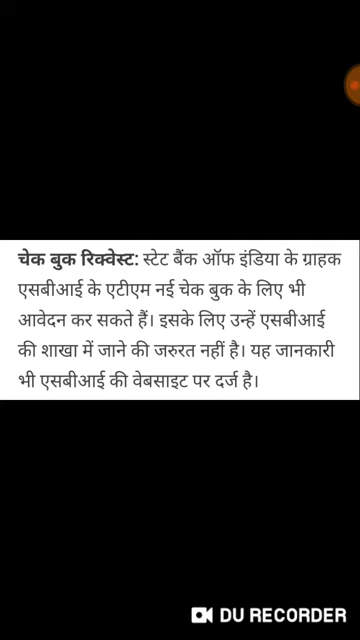 चेक बुक रिक्वेस्ट: स्टेट बैंक ऑफ इंडिया के ग्राहक
एसबीआई के एटीएम नई चेक बुक के लिए भी
आवेदन कर सकते हैं। इसके लिए उन्हें एसबीआई
की शाखा में जाने की जरुरत नहीं है। यह जानकारी
भी एसबीआई की वेबसाइट पर दर्ज है।
DU RECORDER